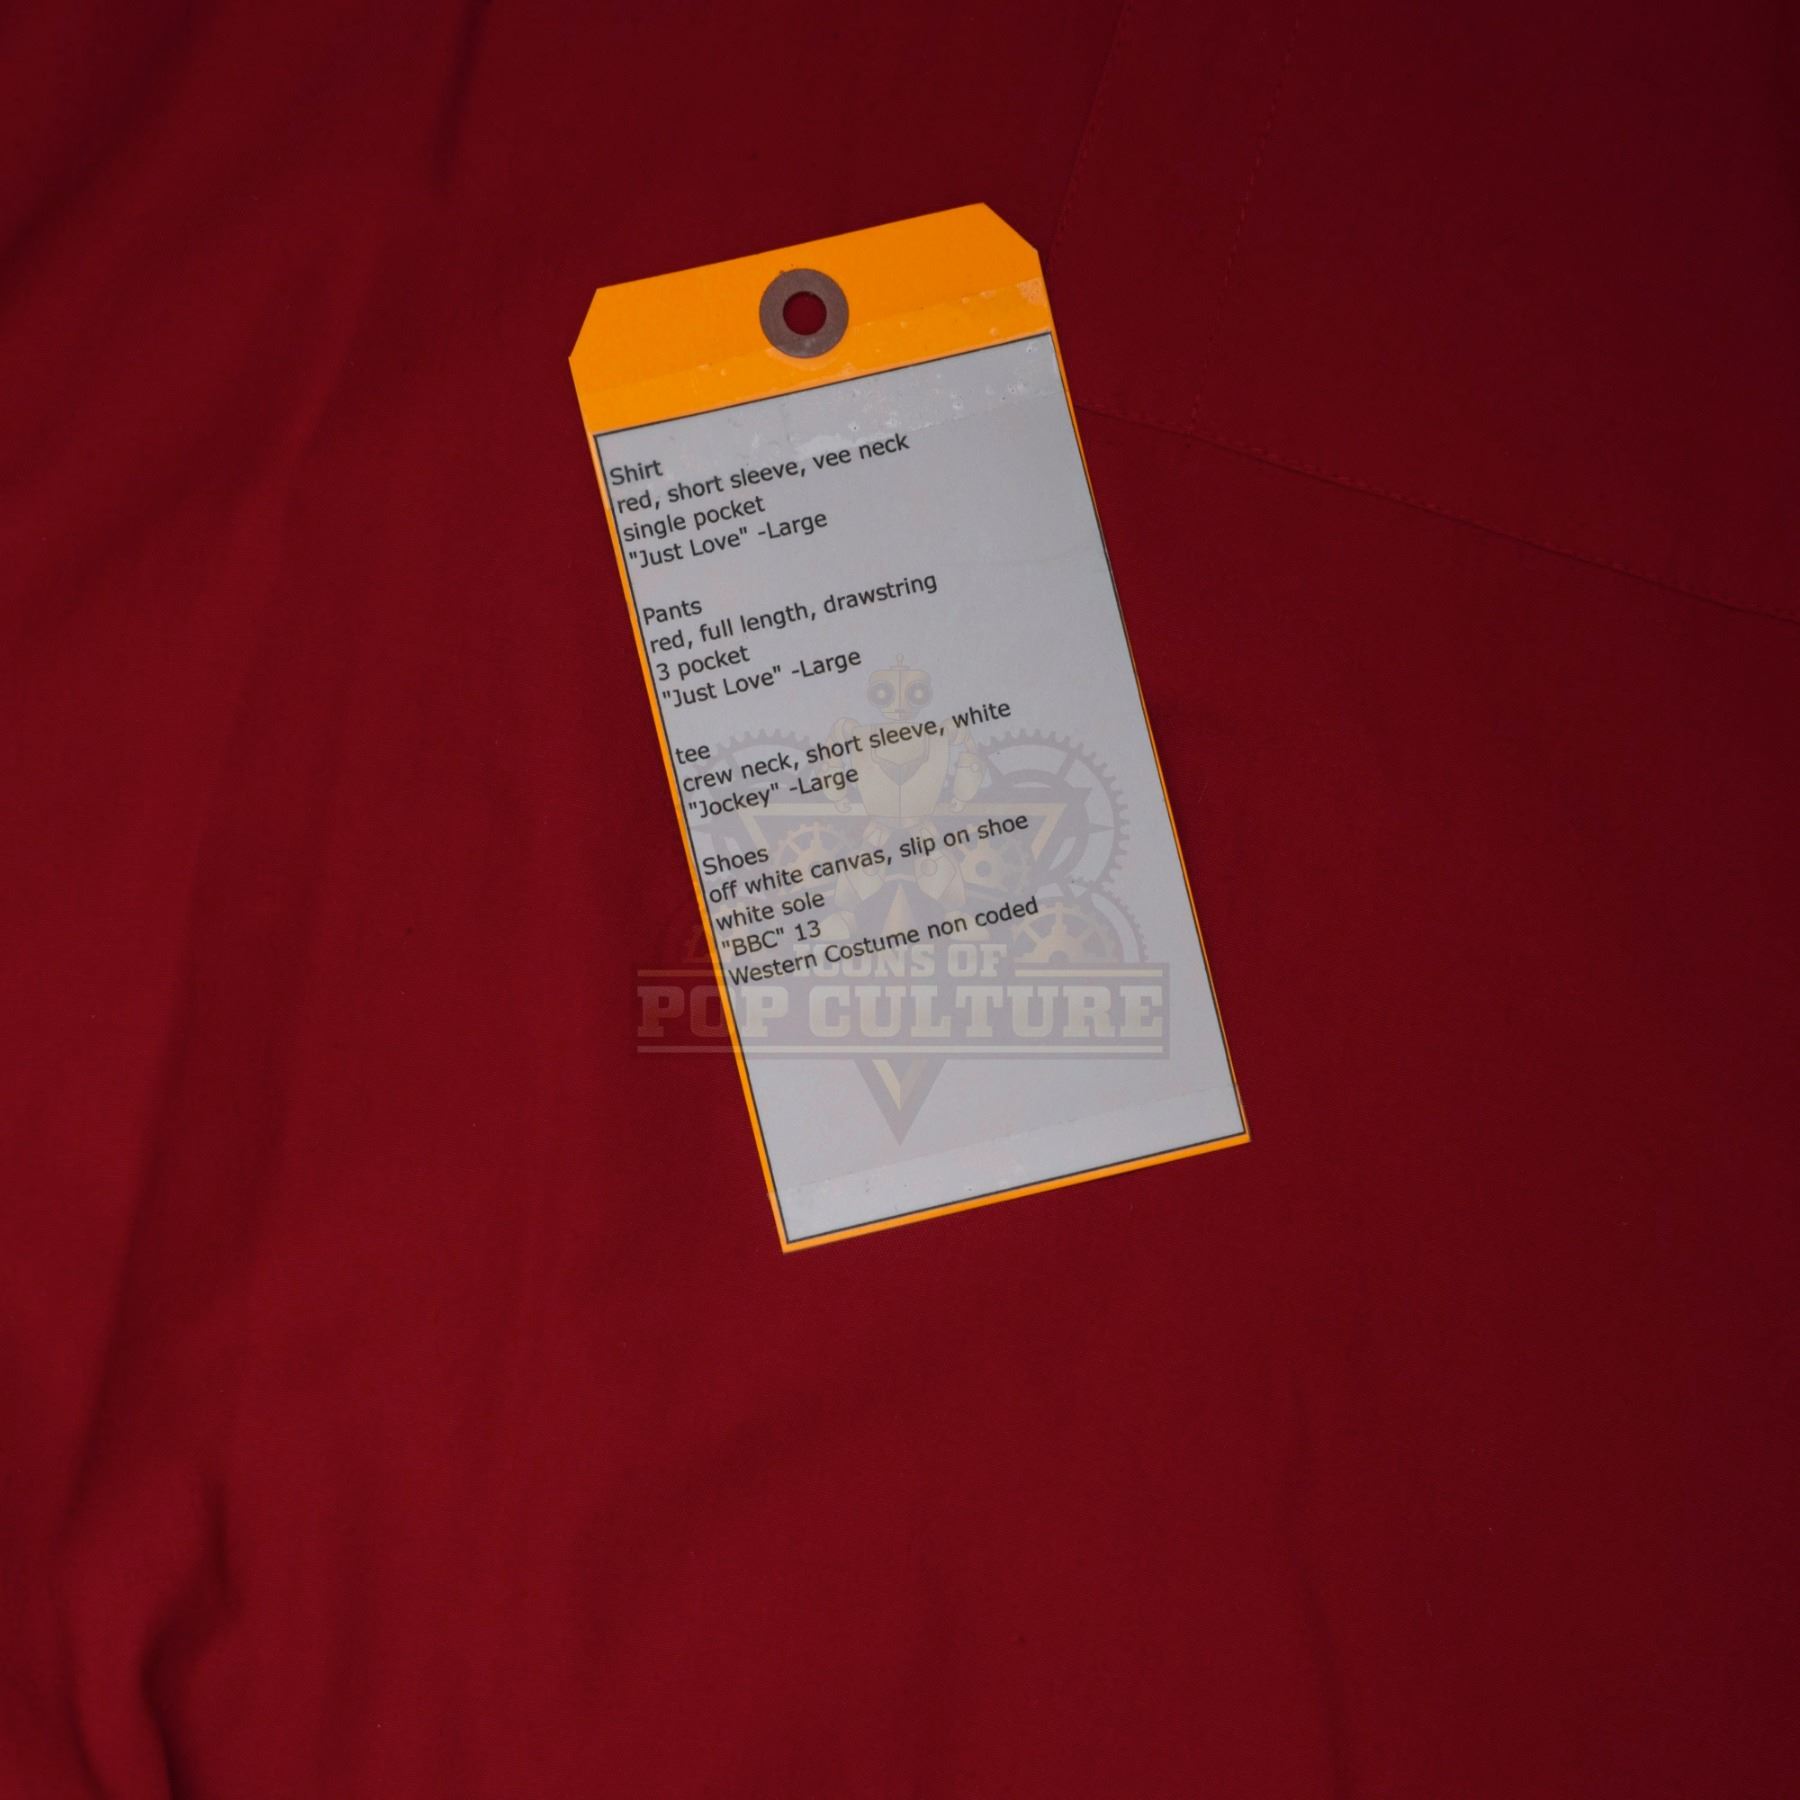 Shirt
red, short sleeve, vee neck
single pocket
"Just Love" -Large
Pants
red, full length, drawstring
3 pocket
"Just Love" -Large
tee
crew neck, short sleeve, white
"Jockey" -Large
Shoes
off white canvas, slip on shoe
white sole
"BBC" 13
Western Costume non coded
ICONS OF
POP CULTURE